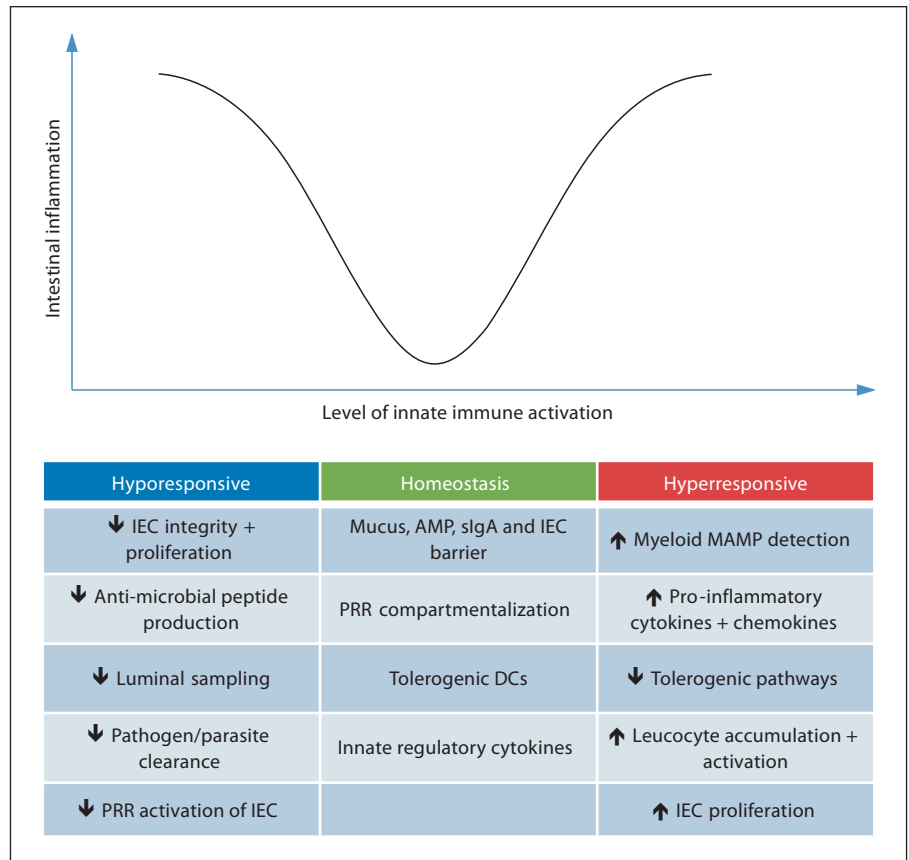 Intestinal inflammation
Level of innate immune activation
Hyporesponsive
Homeostasis
Hyperresponsive
↓ IEC integrity +
proliferation
Mucus, AMP, sIgA and IEC
barrier
↑ Myeloid MAMP detection
↓ Anti-microbial peptide
production
PRR compartmentalization
↑ Pro-inflammatory
cytokines + chemokines
↓ Luminal sampling
Tolerogenic DCs
↓ Tolerogenic pathways
↓ Pathogen/parasite
clearance
Innate regulatory cytokines
↑ Leucocyte accumulation +
activation
↓ PRR activation of IEC
↑ IEC proliferation